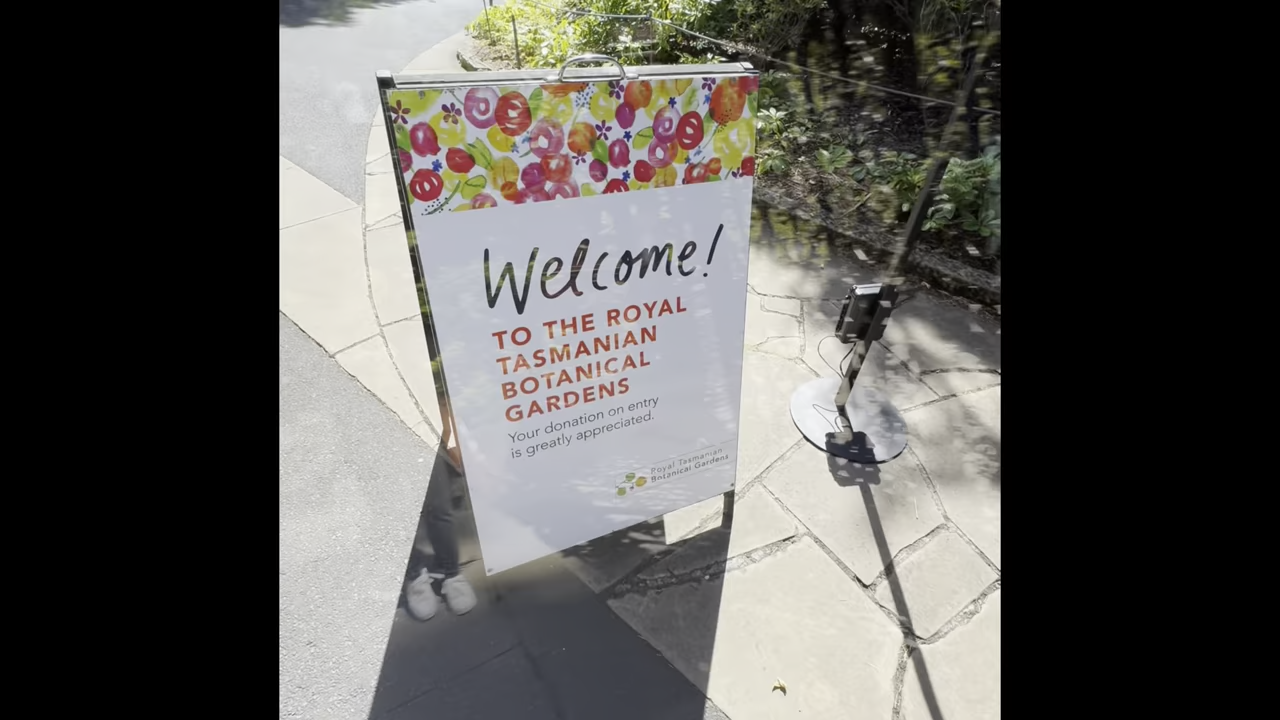 Welcome!
TO THE ROYAL
TASMANIAN
BOTANICAL
GARDENS
Your donation on entry
is greatly appreciated.
Royal Tasmanian
Botanical Gardens